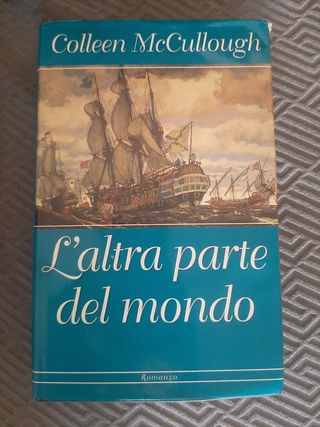 Colleen McCullough
L'altra parte
del mondo
Romanzo